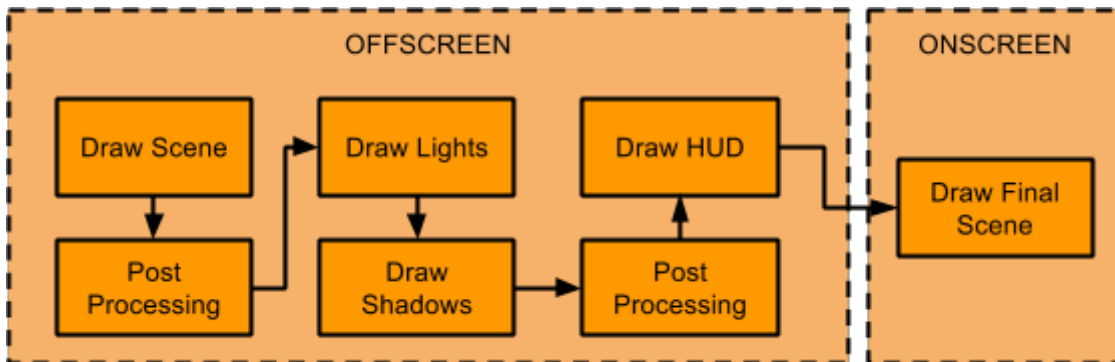 OFFSCREEN
Draw Scene
Post
Processing
Draw Lights
Draw
Shadows
Post
Processing
Draw HUD
ONSCREEN
Draw Final
Scene